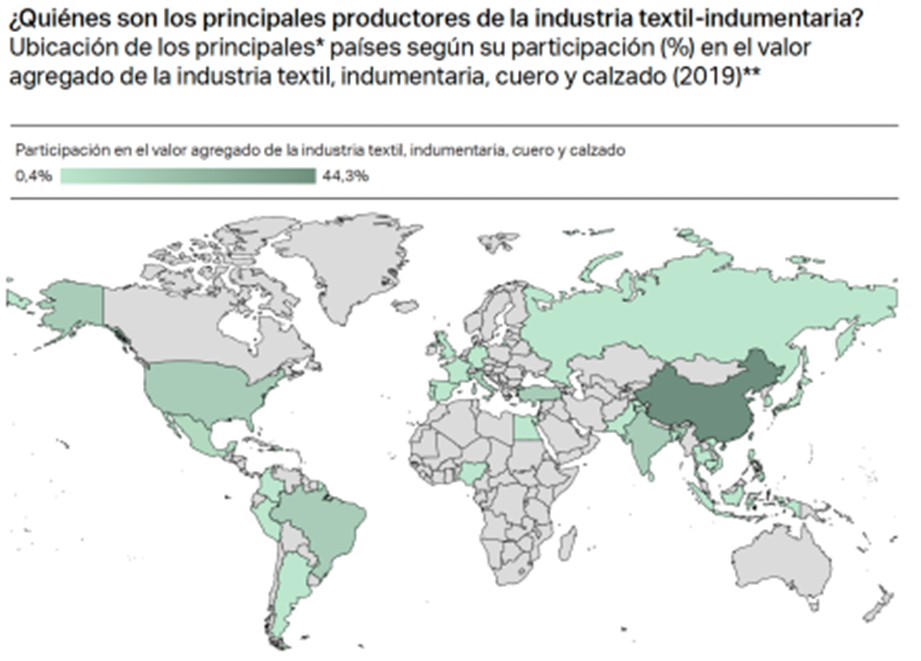 ¿Quiénes son los principales productores de la industria textil-indumentaria?
Ubicación de los principales* países según su participación (%) en el valor
agregado de la industria textil, indumentaria, cuero y calzado (2019)**
Participación en el valor agregado de la industria textil, indumentaria, cuero y calzado
0,4% 44,3%